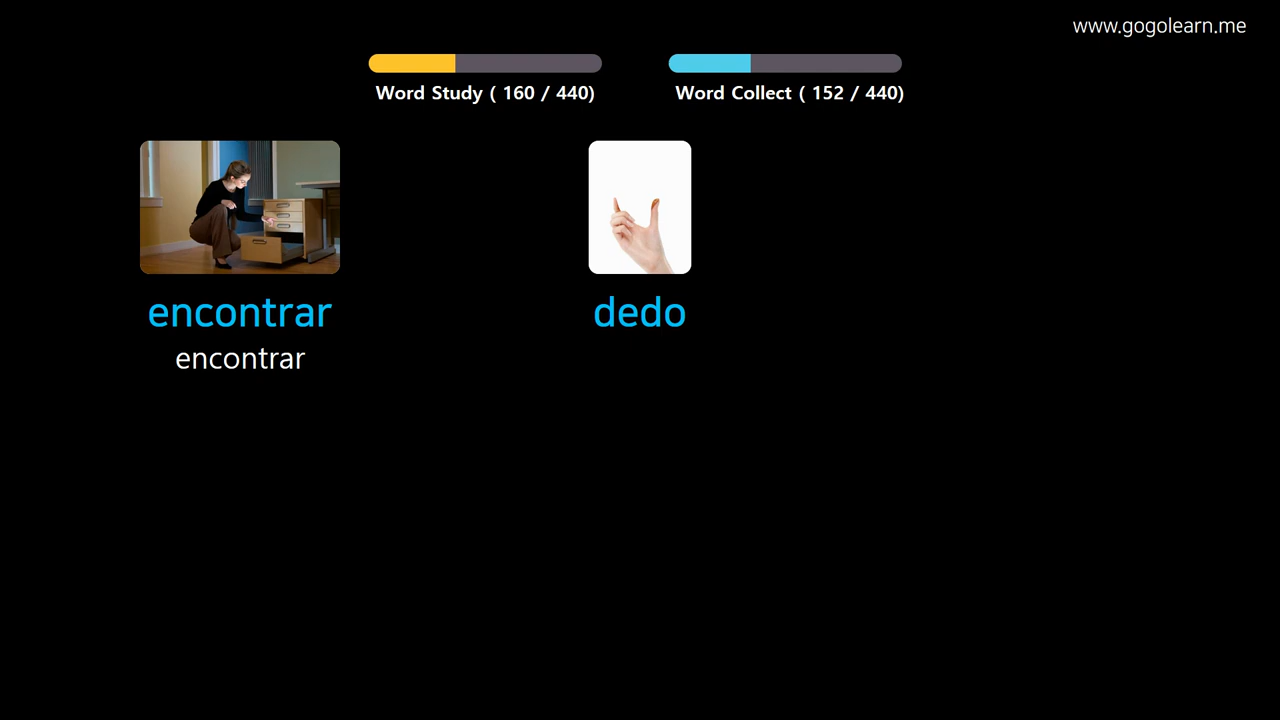 www.gogolearn.me
Word Study ( 160 / 440)
Word Collect ( 152 / 440)
encontrar
encontrar
dedo